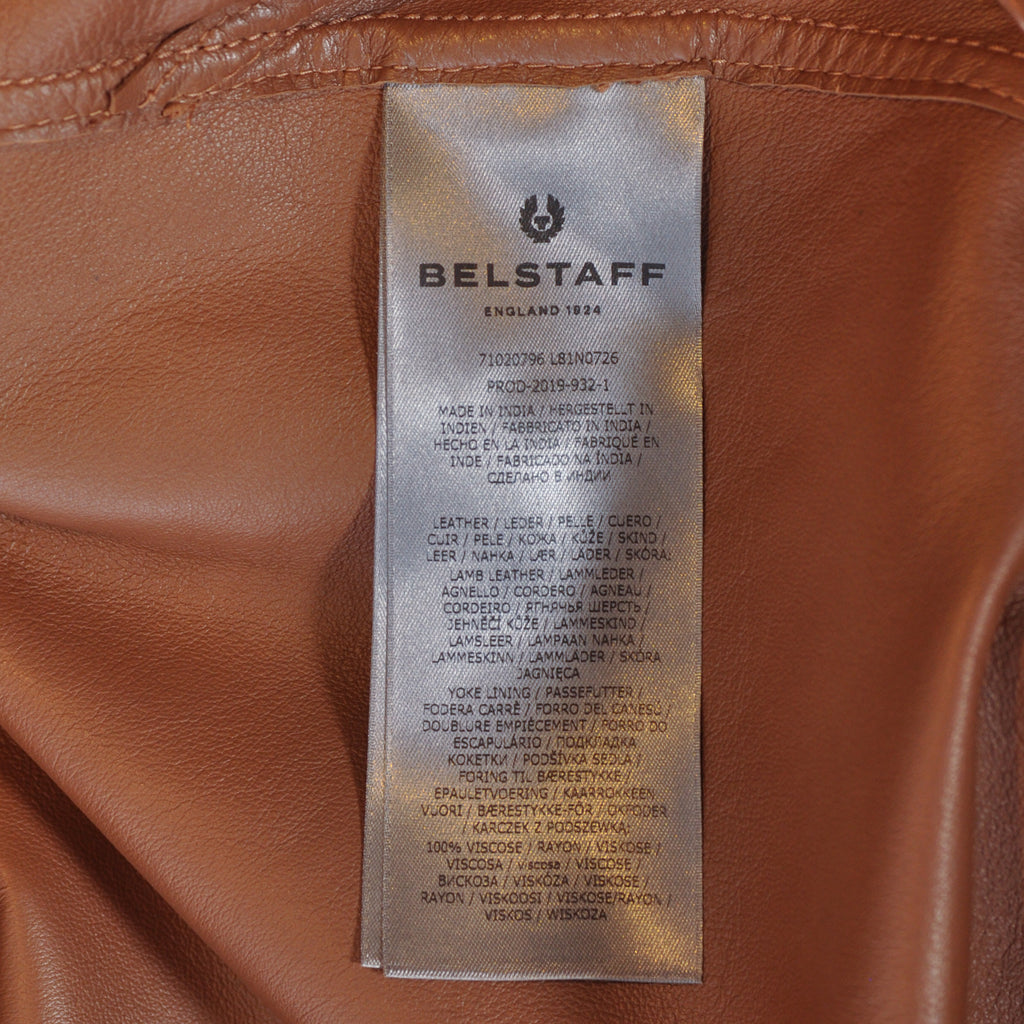 BELSTAFF
ENGLAND 1924
71020796 L81N0726
PROD-2019-932-1
MADE IN INDIA / HERGESTELLT IN
INDIEN / FABBRICATO IN INDIA /
HECHO EN LA INDIA / FABRIQUÉ EN
INDE / FABRICADO NA ÍNDIA /
СДЕЛАНО В ИНДИИ
LEATHER / LEDER / PELLE / CUERO /
CUIR / PELE / КОЖА / KŮŽE / SKIND /
LEER / NAHKA / LÆR / LÄDER / SKÓRA:
LAMB LEATHER / LAMMLEDER /
AGNELLO / CORDERO / AGNEAU /
CORDEIRO / ЯГНЯЧЬЯ ШЕРСТЬ /
JEHNĚČÍ KŮŽE / LAMMESKIND /
LAMSLEER / LAMPAAN NAHKA /
LAMMESKINN / LAMMLÄDER / SKÓRA
JAGNIĘCA
YOKE LINING / PASSEFUTTER /
FODERA CARRÈ / FORRO DEL CANESÚ /
DOUBLURE EMPIÈCEMENT / FORRO DO
ESCAPULÁRIO / ПОДКЛАДКА
КОКЕТКИ / PODŠÍVKA SEDLA /
FORING TIL BÆRESTYKKE /
EPAULETVOERING / KAARROKKEEN
VUORI / BÆRESTYKKE-FÔR / OKFODER
/ KARCZEK Z PODSZEWKĄ:
100% VISCOSE / RAYON / VISKOSE /
VISCOSA / viscosa / VISCOSE /
ВИСКОЗА / VISKÓZA / VISKOSE /
RAYON / VISKOOSI / VISKOSE/RAYON /
VISKOS / WISKOZA